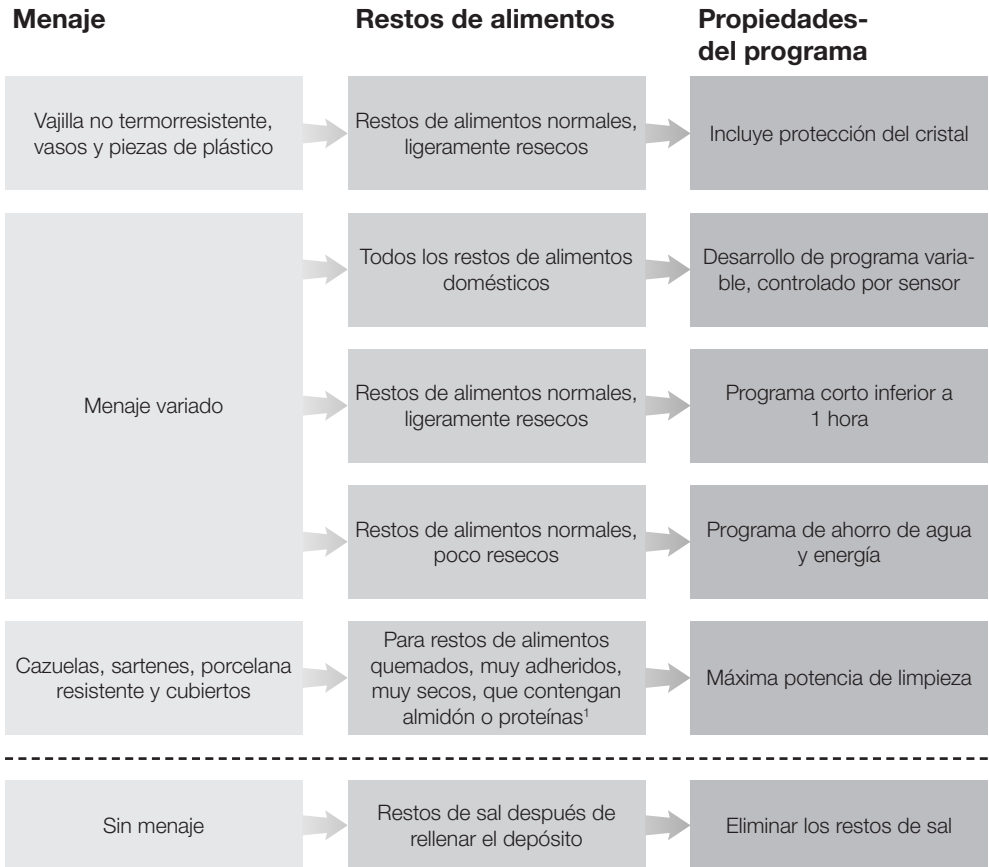 Menaje
Restos de alimentos
Propiedades-
del programa
Vajilla no termorresistente,
vasos y piezas de plástico
Restos de alimentos normales,
ligeramente resecos
Incluye protección del cristal
Menaje variado
Todos los restos de alimentos
domésticos
Desarrollo de programa varia-
ble, controlado por sensor
Restos de alimentos normales,
ligeramente resecos
Programa corto inferior a
1 hora
Restos de alimentos normales,
poco resecos
Programa de ahorro de agua
y energía
Cazuelas, sartenes, porcelana
resistente y cubiertos
Para restos de alimentos
quemados, muy adheridos,
muy secos, que contengan
almidón o proteínas¹
Máxima potencia de limpieza
Sin menaje
Restos de sal después de
rellenar el depósito
Eliminar los restos de sal